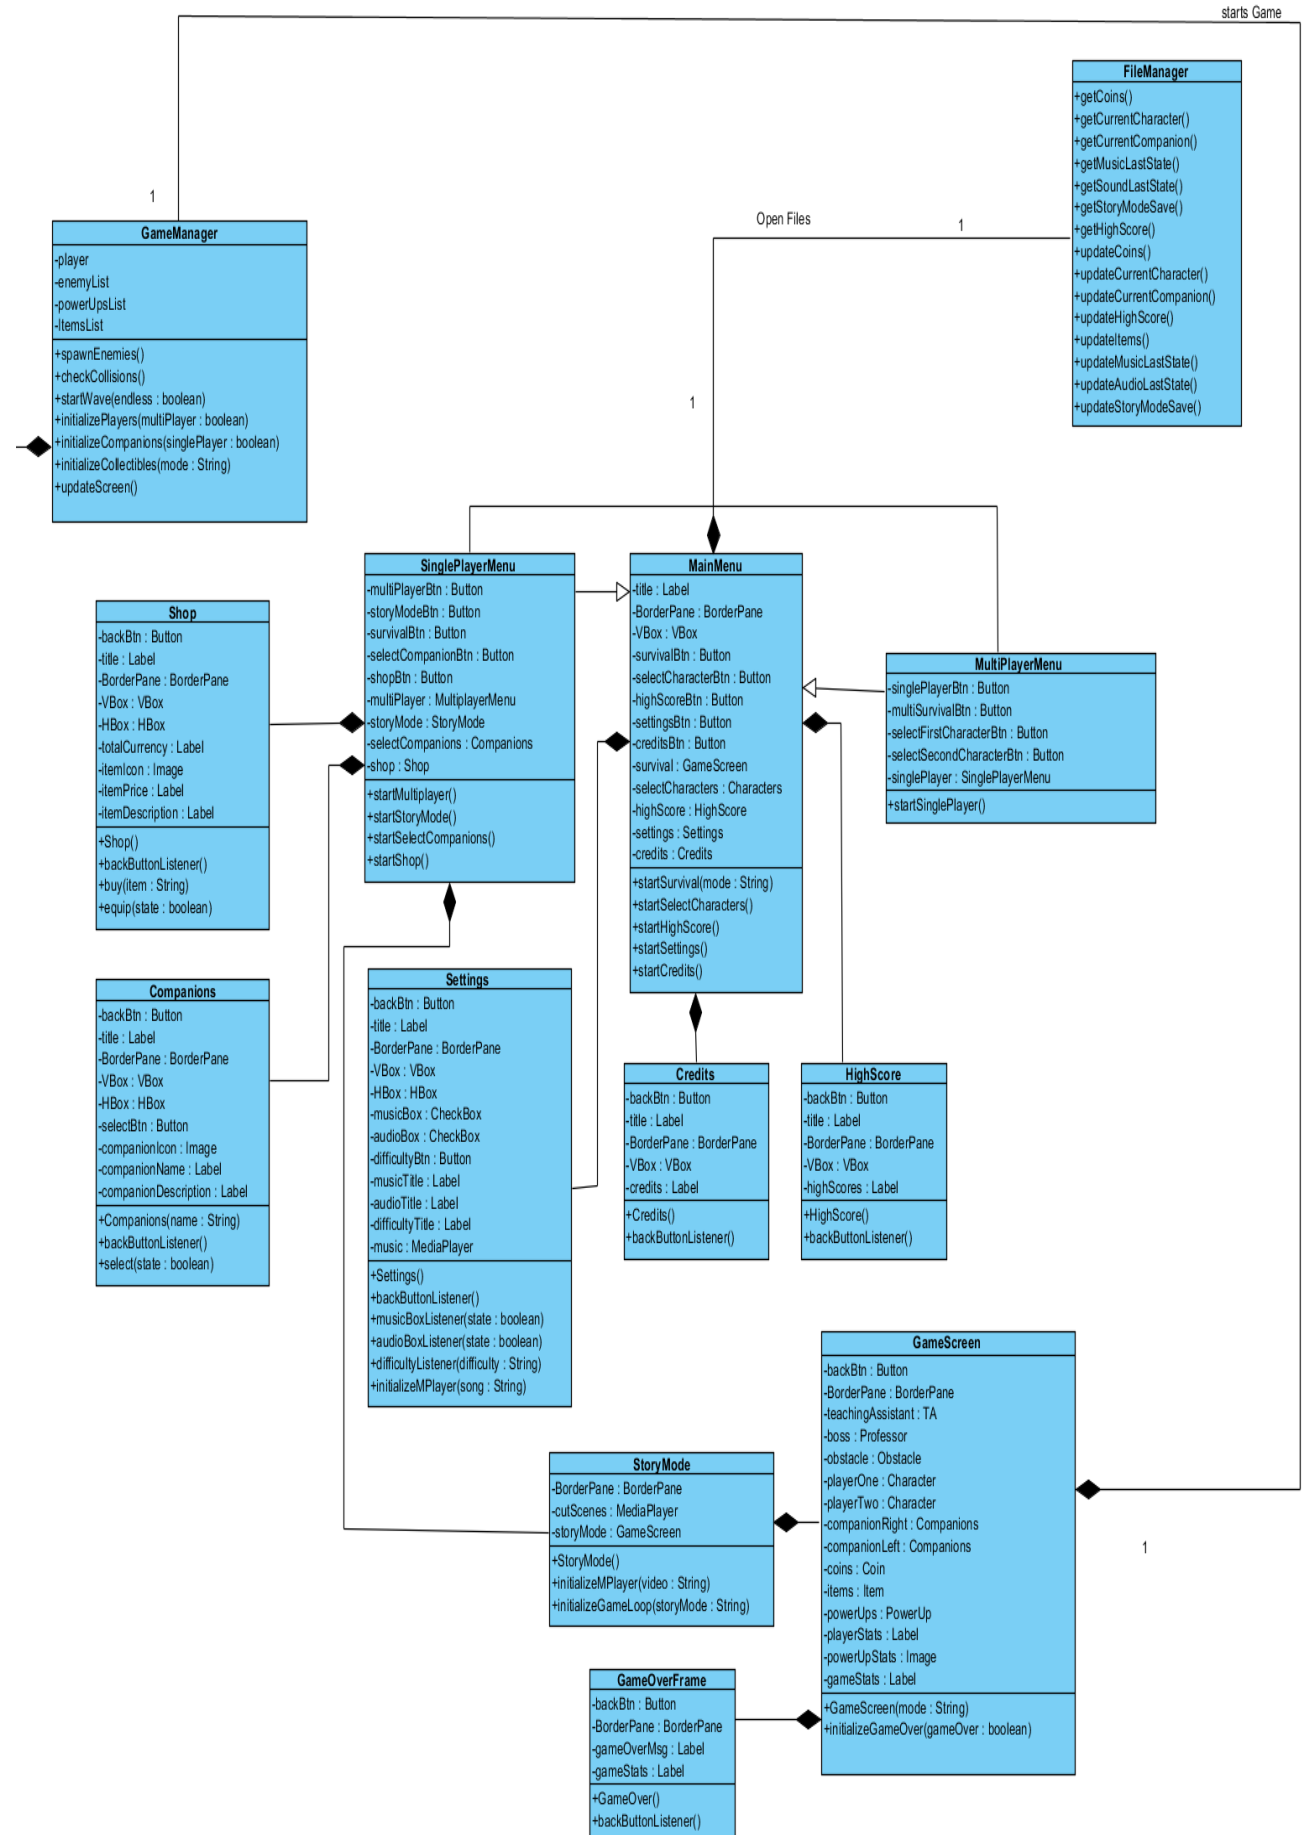 starts Game
FileManager
+getCoins()
+getCurrentCharacter()
+getCurrentCompanion()
+getMusicLastState()
+getSoundLastState()
+getStoryModeSave()
+getHighScore()
+updateCoins()
+updateCurrentCharacter()
+updateCurrentCompanion()
+updateHighScore()
+updateItems()
+updateMusicLastState()
+updateAudioLastState()
+updateStoryModeSave()
1
GameManager
-player
-enemyList
-powerUpsList
-ItemsList
+spawnEnemies()
+checkCollisions()
+startWave(endless : boolean)
+initializePlayers(multiPlayer : boolean)
+initializeCompanions(singlePlayer : boolean)
+initializeCollectibles(mode : String)
+updateScreen()
Open Files
1
1
SinglePlayerMenu
-multiPlayerBtn : Button
-storyModeBtn : Button
-survivalBtn : Button
-selectCompanionBtn : Button
-shopBtn : Button
-multiPlayer : MultiplayerMenu
-storyMode : StoryMode
-selectCompanions : Companions
-shop : Shop
+startMultiplayer()
+startStoryMode()
+startSelectCompanions()
+startShop()
MainMenu
-title : Label
-BorderPane : BorderPane
-VBox : VBox
-survivalBtn : Button
-selectCharacterBtn : Button
-highScoreBtn : Button
-settingsBtn : Button
-creditsBtn : Button
-survival : GameScreen
-selectCharacters : Characters
-highScore : HighScore
-settings : Settings
-credits : Credits
+startSurvival(mode : String)
+startSelectCharacters()
+startHighScore()
+startSettings()
+startCredits()
MultiPlayerMenu
-singlePlayerBtn : Button
-multiSurvivalBtn : Button
-selectFirstCharacterBtn : Button
-selectSecondCharacterBtn : Button
-singlePlayer : SinglePlayerMenu
+startSinglePlayer()
Shop
-backBtn : Button
-title : Label
-BorderPane : BorderPane
-VBox : VBox
-HBox : HBox
-totalCurrency : Label
-itemIcon : Image
-itemPrice : Label
-itemDescription : Label
+Shop()
+backButtonListener()
+buy(item : String)
+equip(state : boolean)
Companions
-backBtn : Button
-title : Label
-BorderPane : BorderPane
-VBox : VBox
-HBox : HBox
-selectBtn : Button
-companionIcon : Image
-companionName : Label
-companionDescription : Label
+Companions(name : String)
+backButtonListener()
+select(state : boolean)
Settings
-backBtn : Button
-title : Label
-BorderPane : BorderPane
-VBox : VBox
-HBox : HBox
-musicBox : CheckBox
-audioBox : CheckBox
-difficultyBtn : Button
-musicTitle : Label
-audioTitle : Label
-difficultyTitle : Label
-music : MediaPlayer
+Settings()
+backButtonListener()
+musicBoxListener(state : boolean)
+audioBoxListener(state : boolean)
+difficultyListener(difficulty : String)
+initializeMPlayer(song : String)
Credits
-backBtn : Button
-title : Label
-BorderPane : BorderPane
-VBox : VBox
-credits : Label
+Credits()
+backButtonListener()
HighScore
-backBtn : Button
-title : Label
-BorderPane : BorderPane
-VBox : VBox
-highScores : Label
+HighScore()
+backButtonListener()
GameScreen
-backBtn : Button
-BorderPane : BorderPane
-teachingAssistant : TA
-boss : Professor
-obstacle : Obstacle
-playerOne : Character
-playerTwo : Character
-companionRight : Companions
-companionLeft : Companions
-coins : Coin
-items : Item
-powerUps : PowerUp
-playerStats : Label
-powerUpStats : Image
-gameStats : Label
+GameScreen(mode : String)
+initializeGameOver(gameOver : boolean)
1
StoryMode
-BorderPane : BorderPane
-cutScenes : MediaPlayer
-storyMode : GameScreen
+StoryMode()
+initializeMPlayer(video : String)
+initializeGameLoop(storyMode : String)
GameOverFrame
-backBtn : Button
-BorderPane : BorderPane
-gameOverMsg : Label
-gameStats : Label
+GameOver()
+backButtonListener()